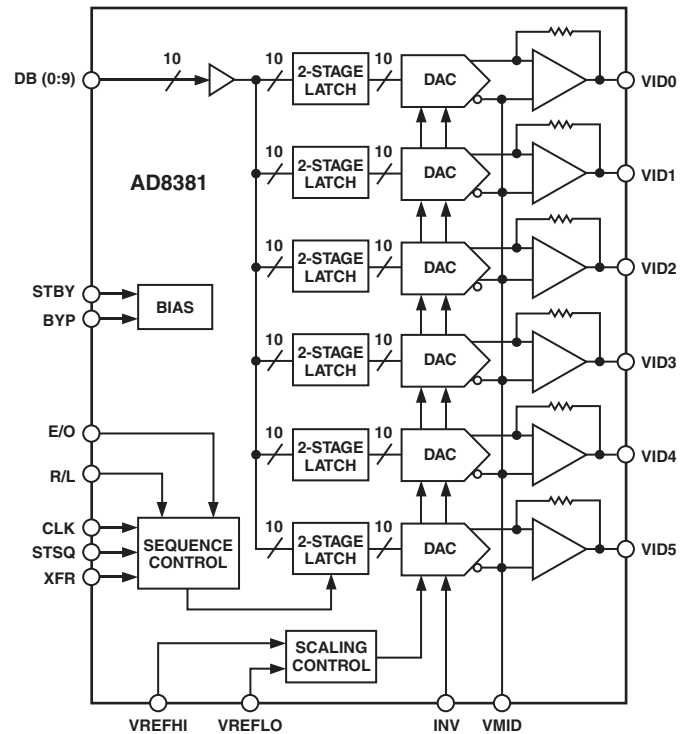 DB (0:9)
10
10
2-STAGE
LATCH
10
DAC
VID0
AD8381
10
2-STAGE
LATCH
10
DAC
VID1
10
2-STAGE
LATCH
10
DAC
VID2
STBY
BYP
BIAS
10
2-STAGE
LATCH
10
DAC
VID3
E/O
R/L
10
2-STAGE
LATCH
10
DAC
VID4
CLK
STSQ
XFR
SEQUENCE
CONTROL
10
2-STAGE
LATCH
10
DAC
VID5
SCALING
CONTROL
VREFHI
VREFLO
INV
VMID